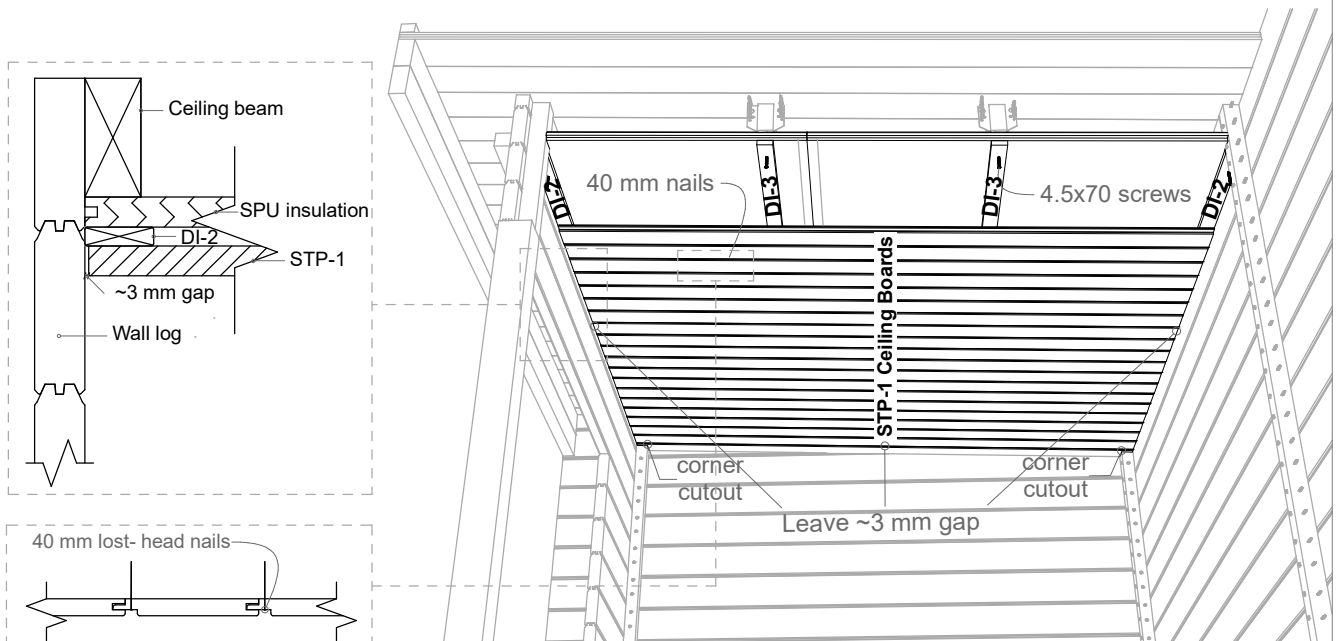 Ceiling beam
SPU insulation
DI-2
STP-1
~3 mm gap
Wall log
40 mm lost- head nails
DI-2
DI-3
DI-3
DI-2
40 mm nails
4.5x70 screws
STP-1 Ceiling Boards
corner
cutout
corner
cutout
Leave ~3 mm gap